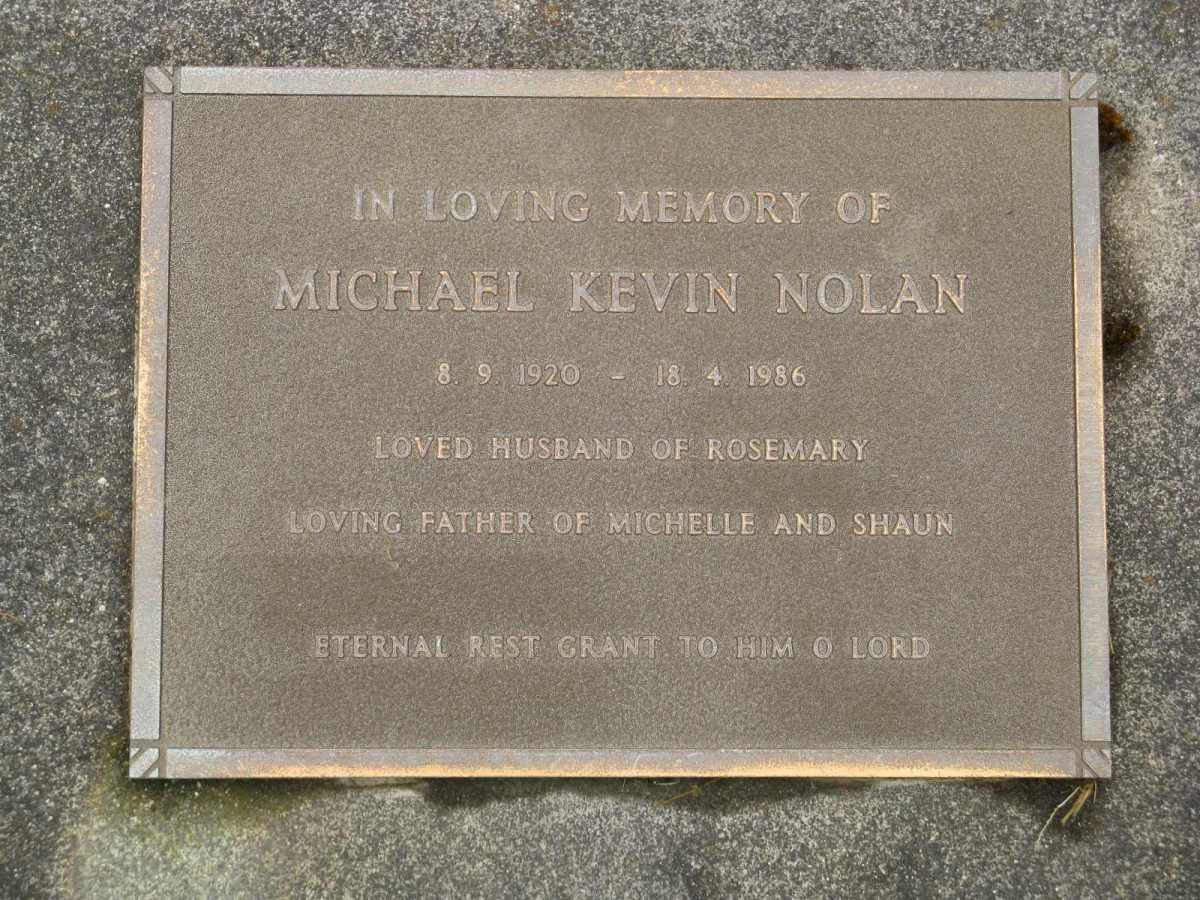 IN LOVING MEMORY OF
MICHAEL KEVIN NOLAN
8. 9. 1920 - 18. 4. 1986
LOVED HUSBAND OF ROSEMARY
LOVING FATHER OF MICHELLE AND SHAUN
ETERNAL REST GRANT TO HIM O LORD